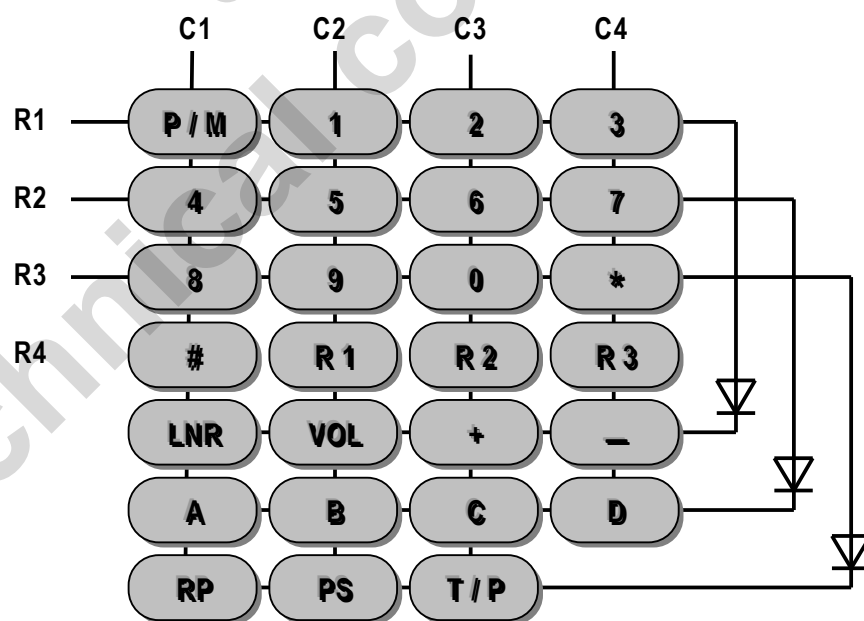 C1 C2 C3 C4
R1 P / M 1 2 3
R2 4 5 6 7
R3 8 9 0 *
R4 # R 1 R 2 R 3
LNR VOL + –
A B C D
RP PS T / P